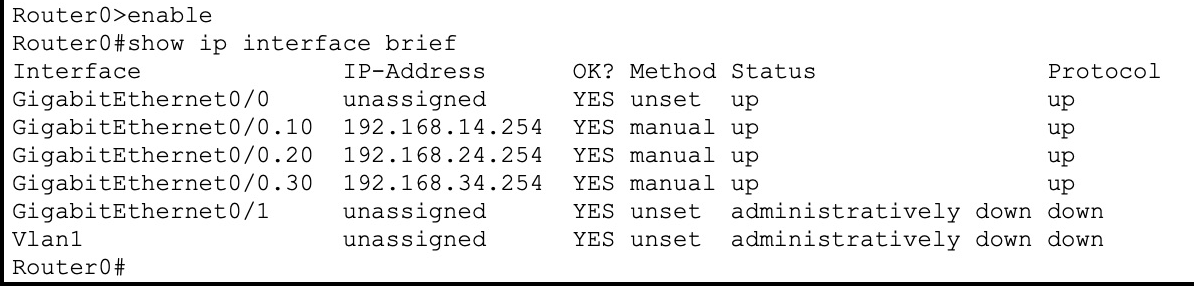 Router0>enable
Router0#show ip interface brief
Interface              IP-Address      OK? Method Status                Protocol
GigabitEthernet0/0     unassigned      YES unset  up                    up
GigabitEthernet0/0.10  192.168.14.254  YES manual up                    up
GigabitEthernet0/0.20  192.168.24.254  YES manual up                    up
GigabitEthernet0/0.30  192.168.34.254  YES manual up                    up
GigabitEthernet0/1     unassigned      YES unset  administratively down down
Vlan1                  unassigned      YES unset  administratively down down
Router0#